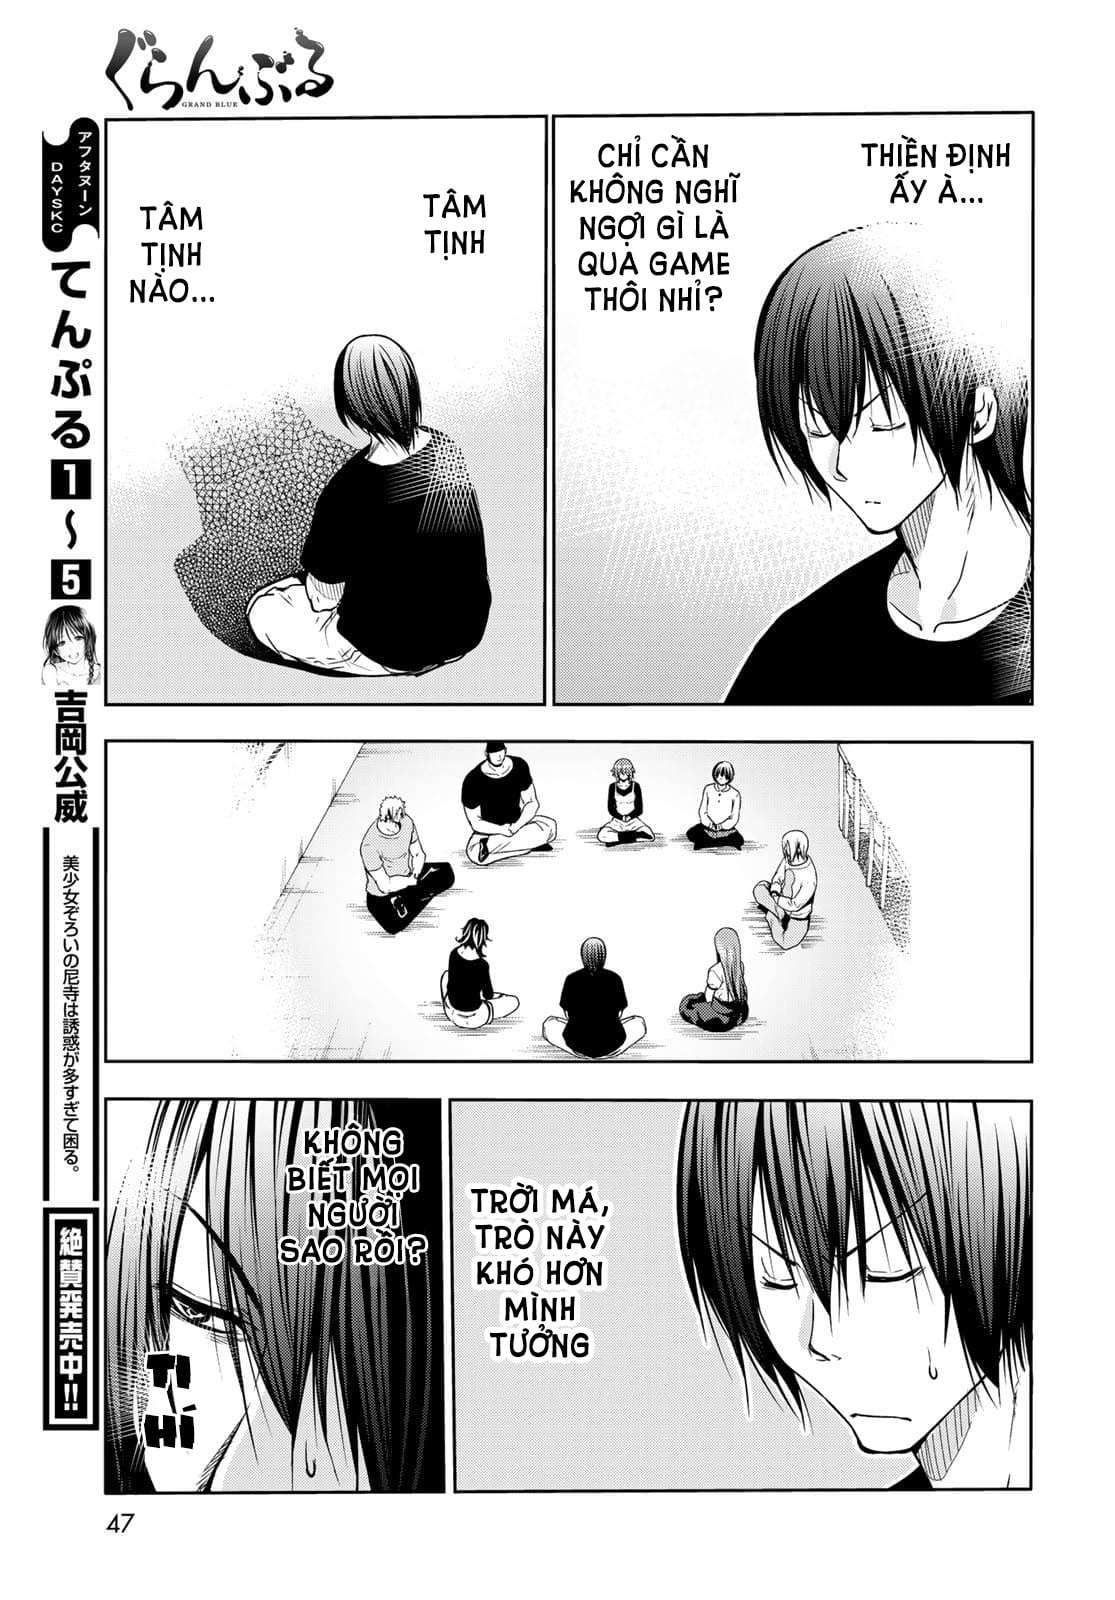 ぐらんぶる
GRAND BLUE
THIỀN ĐỊNH
ẤY À...
CHỈ CẦN
KHÔNG NGHĨ
NGỢI GÌ LÀ
QUA GAME
THÔI NHỈ?
TÂM
TỊNH
TÂM
TỊNH
NÀO...
TRỜI MÁ,
TRÒ NÀY
KHÓ HƠN
MÌNH
TƯỞNG
KHÔNG
BIẾT MỌI
NGƯỜI
SAO RỒI?
TI
HÍ
アフタヌーン
DAYSKC
てんぷる1～5
吉岡公威
美少女ぞろいの尼寺は誘惑が多すぎて困る。
絶賛発売中!!
47